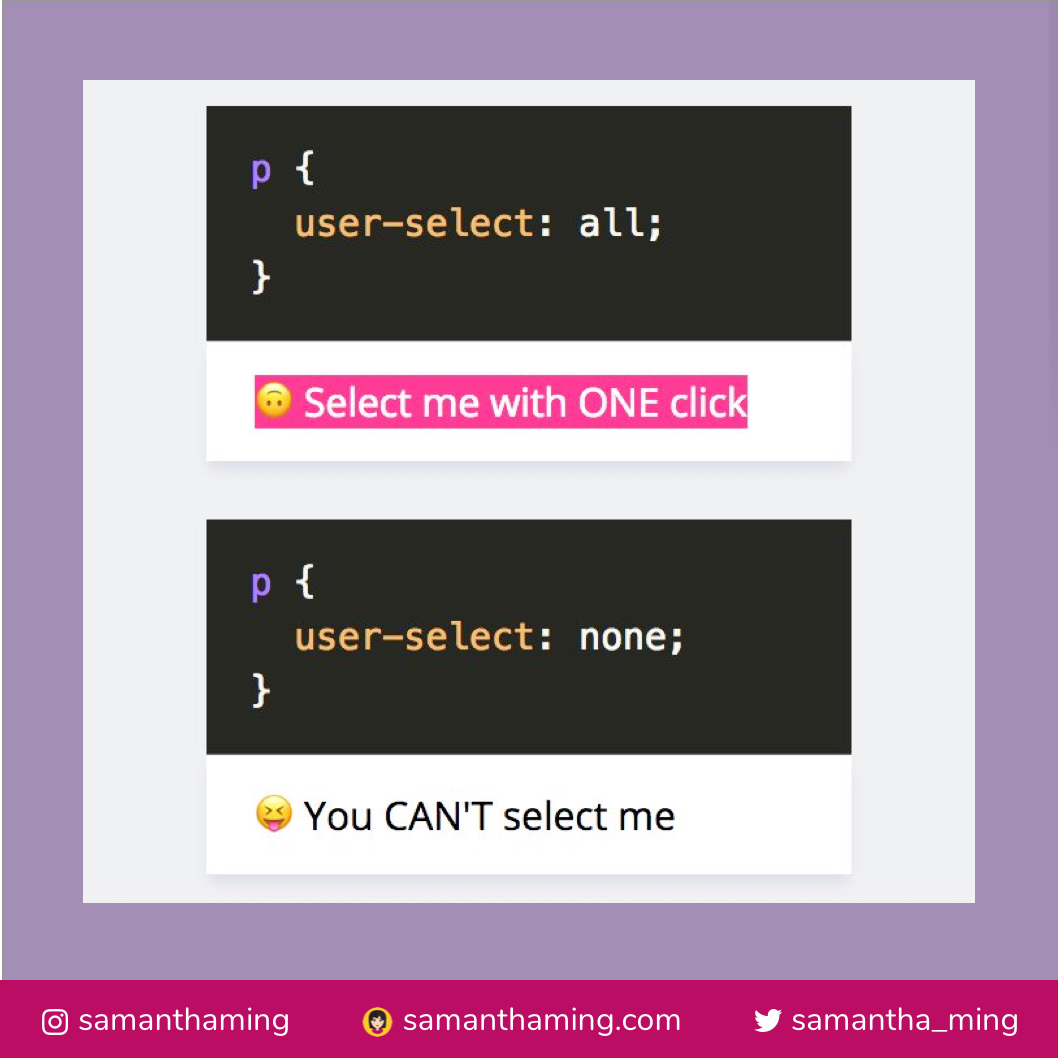 p {
  user-select: all;
}
🙃 Select me with ONE click
p {
  user-select: none;
}
😝 You CAN'T select me
samanthaming samanthaming.com samantha_ming